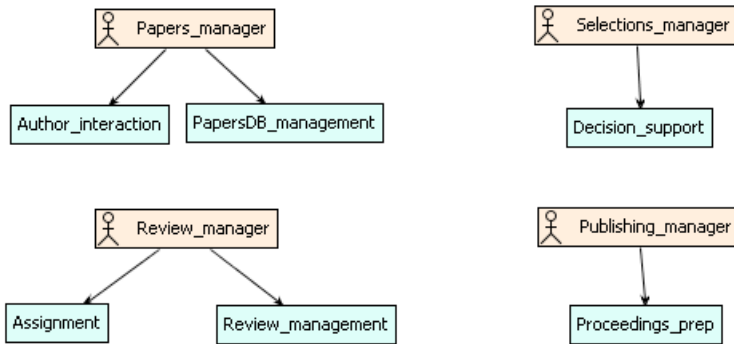 Papers_manager
Selections_manager
Author_interaction
PapersDB_management
Decision_support
Review_manager
Publishing_manager
Assignment
Review_management
Proceedings_prep